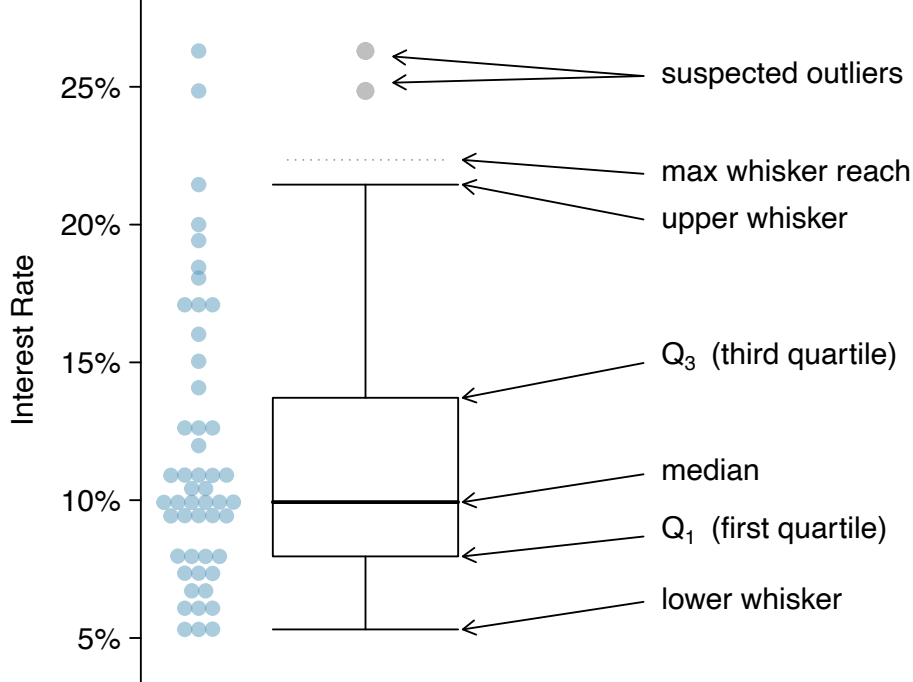 25%
20%
15%
10%
5%
Interest Rate
suspected outliers
max whisker reach
upper whisker
Q₃ (third quartile)
median
Q₁ (first quartile)
lower whisker